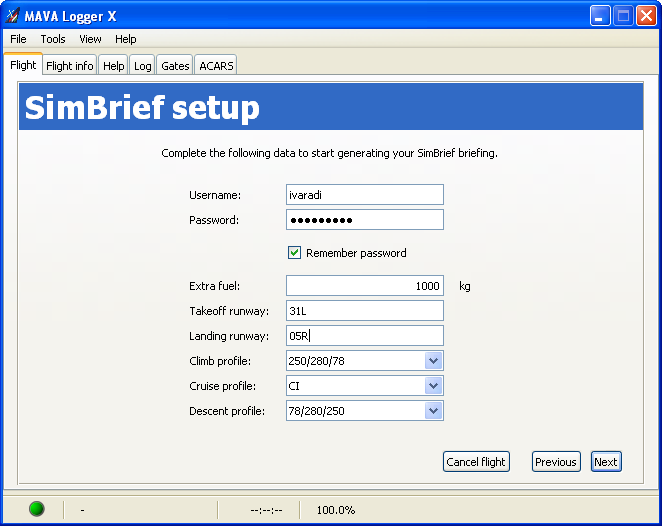 MAVA Logger X
File Tools View Help
Flight Flight info Help Log Gates ACARS
SimBrief setup
Complete the following data to start generating your SimBrief briefing.
Username: ivaradi
Password: ●●●●●●●●●
Remember password
Extra fuel: 1000 kg
Takeoff runway: 31L
Landing runway: 05R
Climb profile: 250/280/78
Cruise profile: CI
Descent profile: 78/280/250
Cancel flight Previous Next
- --:--:-- 100.0%